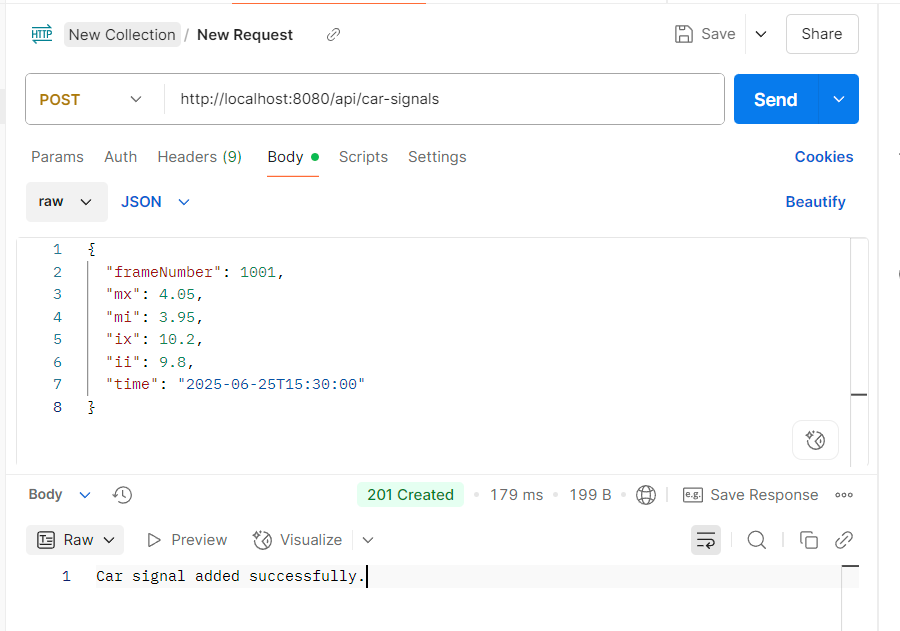 HTTP New Collection / New Request Save Share
POST http://localhost:8080/api/car-signals Send
Params Auth Headers (9) Body Scripts Settings Cookies
raw JSON Beautify
1 {
2 "frameNumber": 1001,
3 "mx": 4.05,
4 "mi": 3.95,
5 "ix": 10.2,
6 "ii": 9.8,
7 "time": "2025-06-25T15:30:00"
8 }
Body 201 Created • 179 ms • 199 B • e.g. Save Response
Raw Preview Visualize
1 Car signal added successfully.